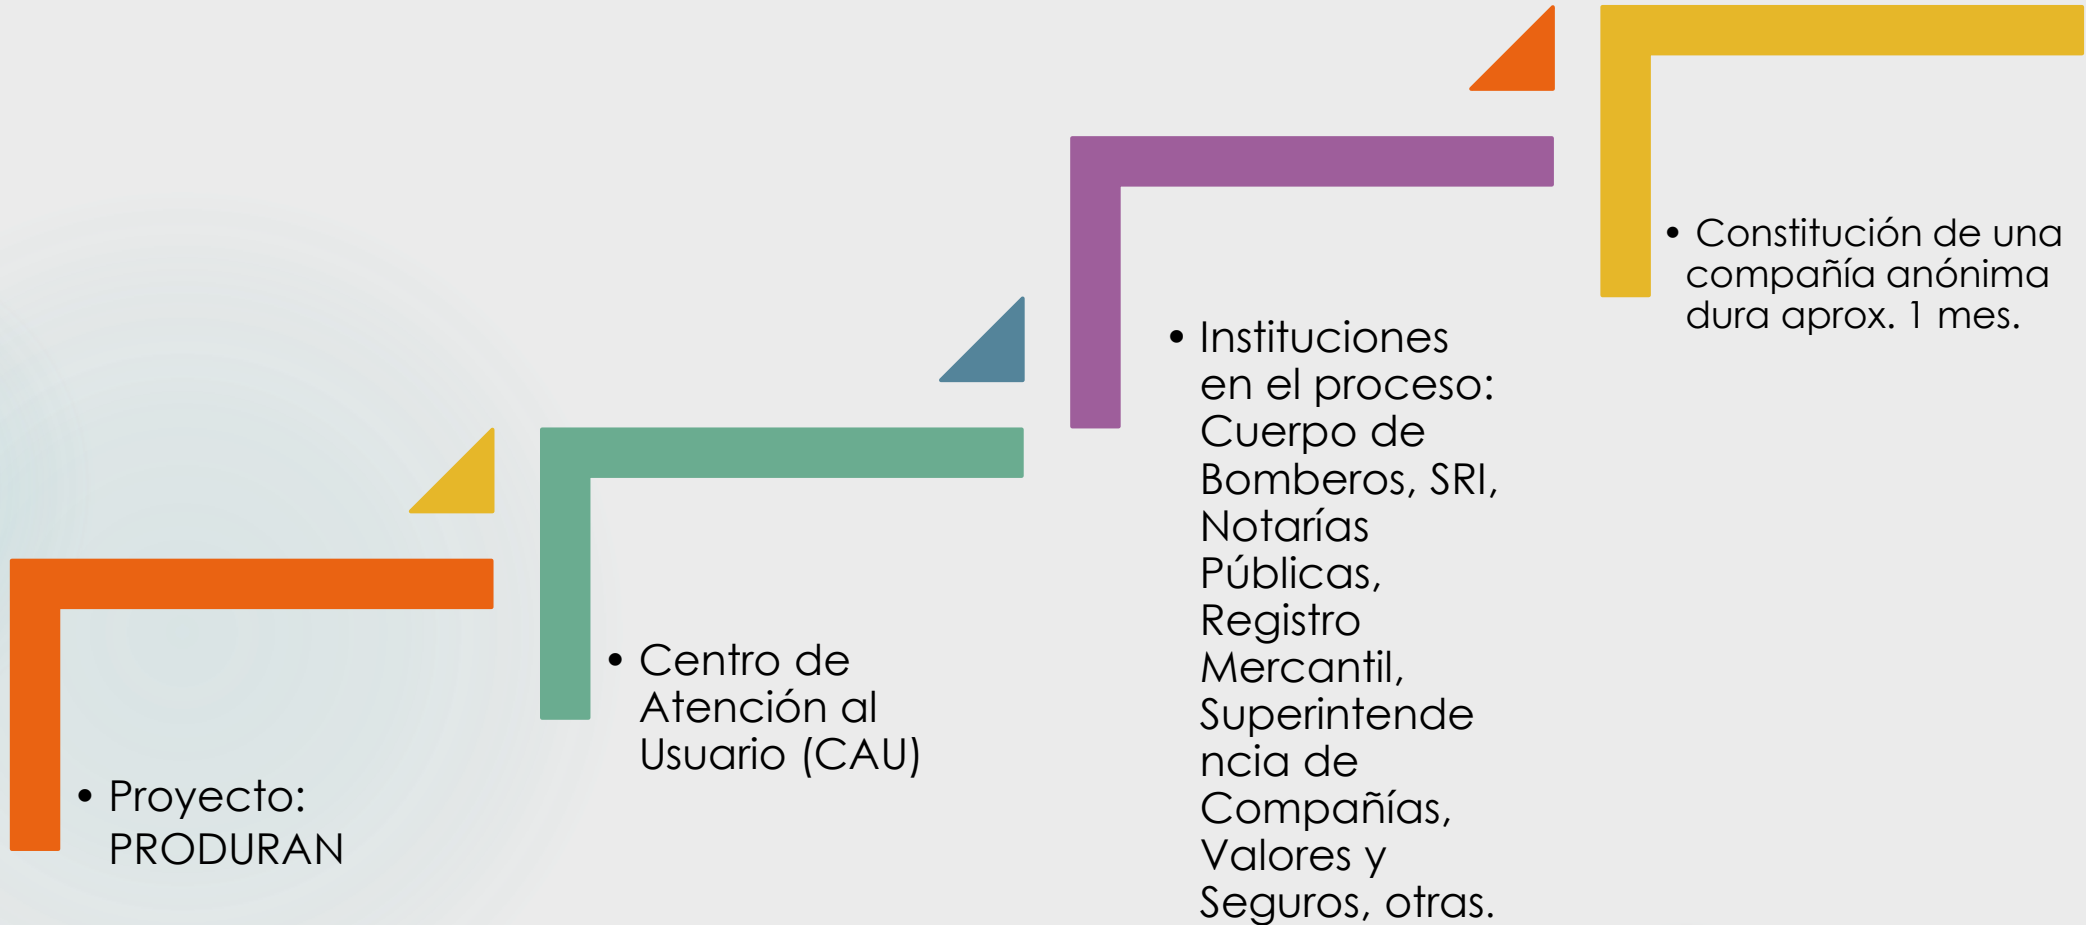 • Proyecto:
PRODURAN
• Centro de
Atención al
Usuario (CAU)
• Instituciones
en el proceso:
Cuerpo de
Bomberos, SRI,
Notarías
Públicas,
Registro
Mercantil,
Superintende
ncia de
Compañías,
Valores y
Seguros, otras.
• Constitución de una
compañía anónima
dura aprox. 1 mes.